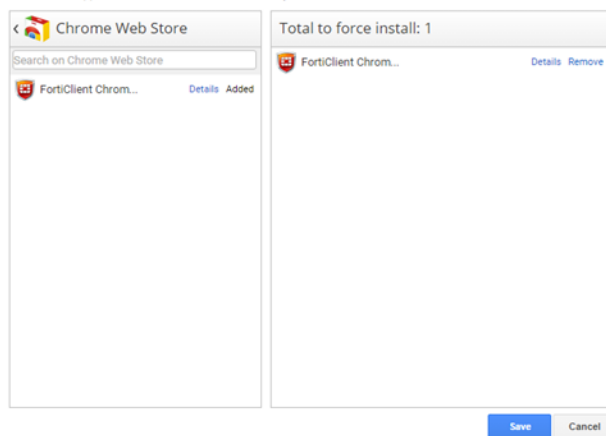 Chrome Web Store
Search on Chrome Web Store
FortiClient Chrom... Details Added
Total to force install: 1
FortiClient Chrom... Details Remove
Save Cancel